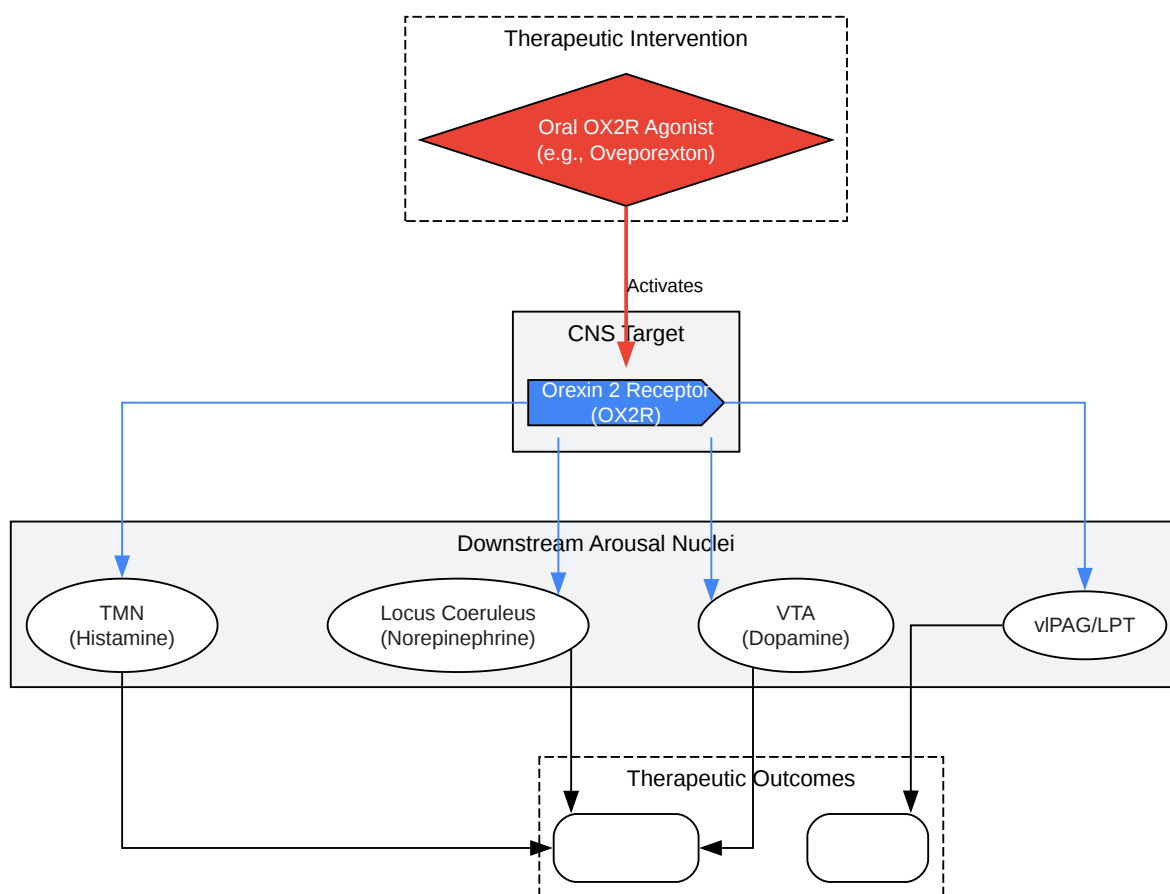 Therapeutic Intervention
Oral OX2R Agonist
(e.g., Oveporexton)
Activates
CNS Target
Orexin 2 Receptor
(OX2R)
Downstream Arousal Nuclei
TMN
(Histamine)
Locus Coeruleus
(Norepinephrine)
VTA
(Dopamine)
vlPAG/LPT
Therapeutic Outcomes